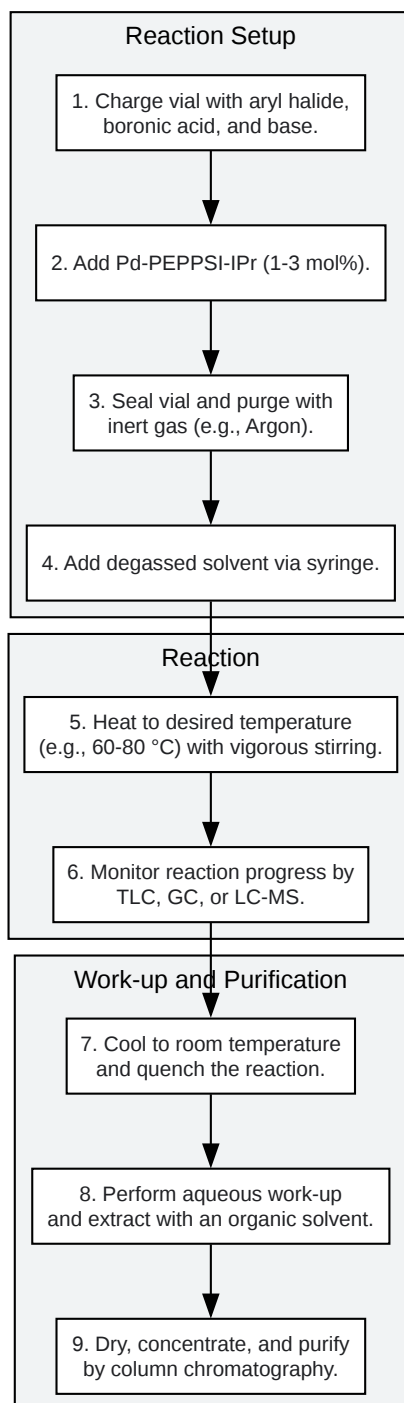 Reaction Setup
1. Charge vial with aryl halide,
boronic acid, and base.
2. Add Pd-PEPPSI-IPr (1-3 mol%).
3. Seal vial and purge with
inert gas (e.g., Argon).
4. Add degassed solvent via syringe.
Reaction
5. Heat to desired temperature
(e.g., 60-80 °C) with vigorous stirring.
6. Monitor reaction progress by
TLC, GC, or LC-MS.
Work-up and Purification
7. Cool to room temperature
and quench the reaction.
8. Perform aqueous work-up
and extract with an organic solvent.
9. Dry, concentrate, and purify
by column chromatography.